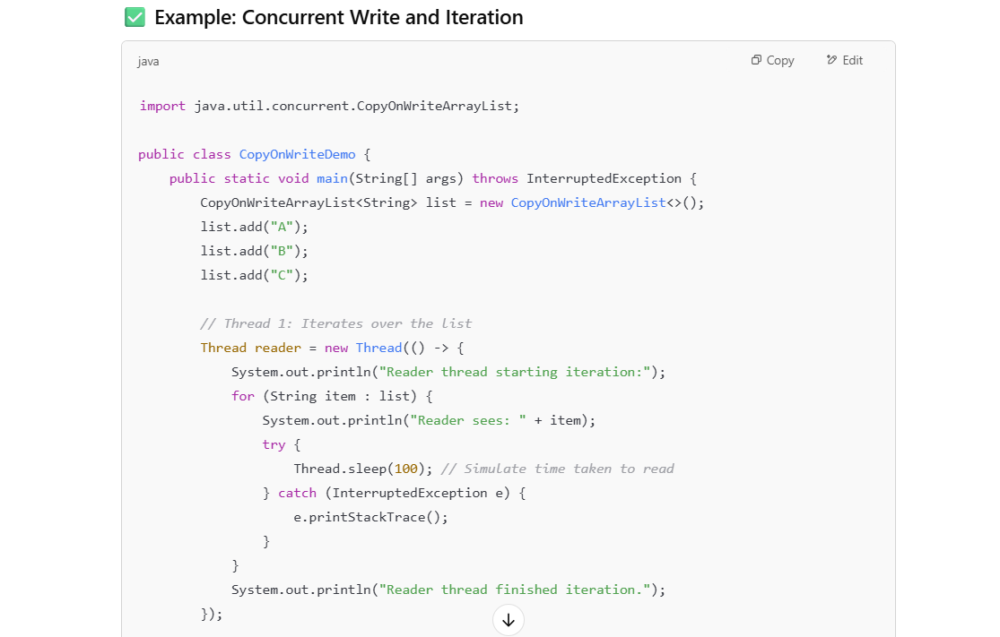 ✅ Example: Concurrent Write and Iteration
java
Copy
Edit
import java.util.concurrent.CopyOnWriteArrayList;
public class CopyOnWriteDemo {
    public static void main(String[] args) throws InterruptedException {
        CopyOnWriteArrayList<String> list = new CopyOnWriteArrayList<>();
        list.add("A");
        list.add("B");
        list.add("C");
        // Thread 1: Iterates over the list
        Thread reader = new Thread(() -> {
            System.out.println("Reader thread starting iteration:");
            for (String item : list) {
                System.out.println("Reader sees: " + item);
                try {
                    Thread.sleep(100); // Simulate time taken to read
                } catch (InterruptedException e) {
                    e.printStackTrace();
                }
            }
            System.out.println("Reader thread finished iteration.");
        });